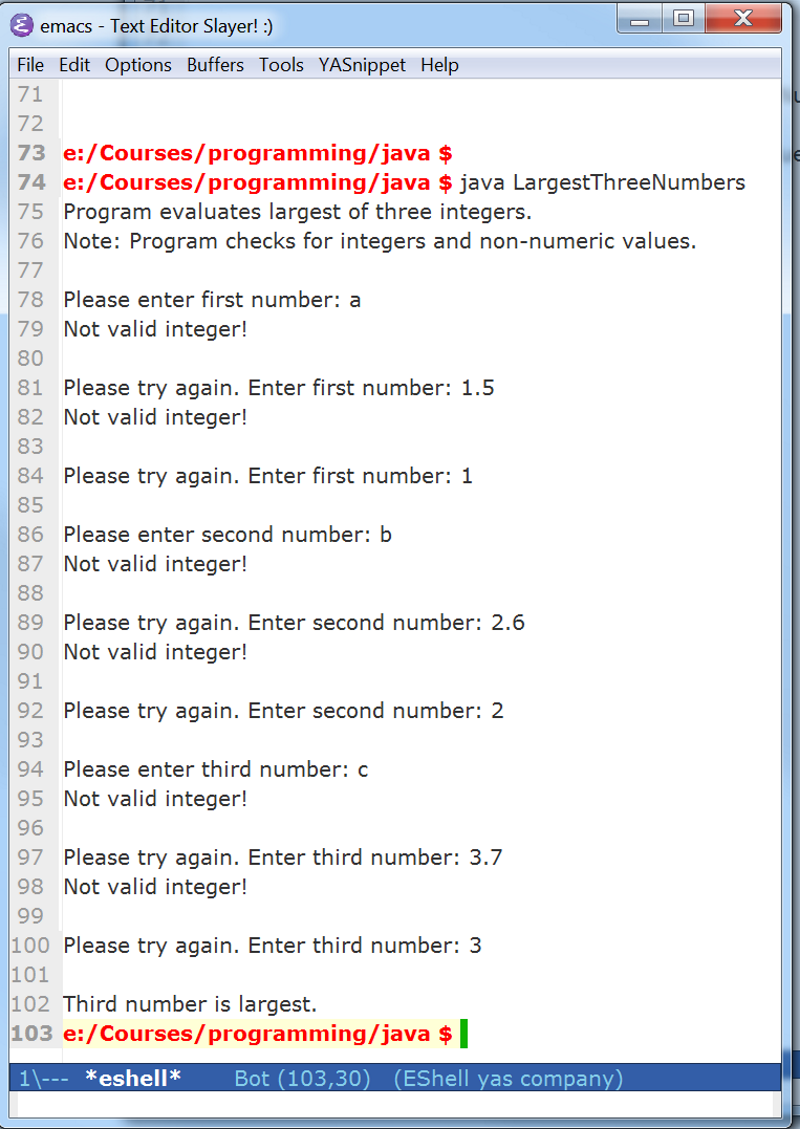 emacs - Text Editor Slayer! :)
File Edit Options Buffers Tools YASnippet Help
71
72
73 e:/Courses/programming/java $
74 e:/Courses/programming/java $ java LargestThreeNumbers
75 Program evaluates largest of three integers.
76 Note: Program checks for integers and non-numeric values.
77
78 Please enter first number: a
79 Not valid integer!
80
81 Please try again. Enter first number: 1.5
82 Not valid integer!
83
84 Please try again. Enter first number: 1
85
86 Please enter second number: b
87 Not valid integer!
88
89 Please try again. Enter second number: 2.6
90 Not valid integer!
91
92 Please try again. Enter second number: 2
93
94 Please enter third number: c
95 Not valid integer!
96
97 Please try again. Enter third number: 3.7
98 Not valid integer!
99
100 Please try again. Enter third number: 3
101
102 Third number is largest.
103 e:/Courses/programming/java $
1\--- *eshell* Bot (103,30) (EShell yas company)